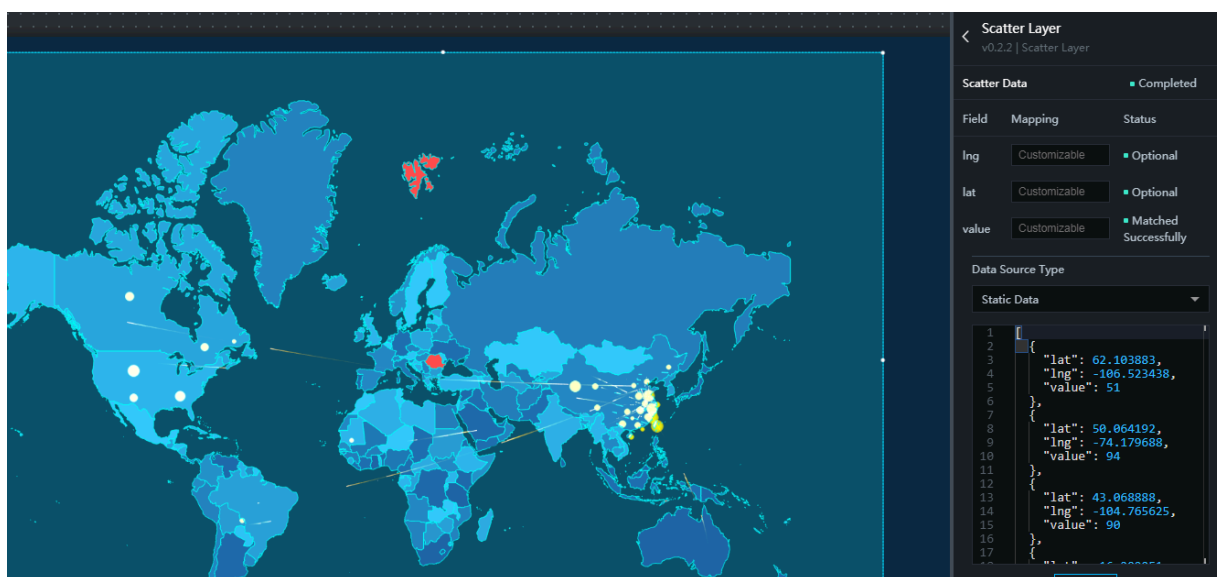 Scatter Layer
v0.2.2 | Scatter Layer
Scatter Data Completed
Field Mapping Status
lng Customizable Optional
lat Customizable Optional
value Customizable Matched Successfully
Data Source Type
Static Data
1 [
2 {
3 "lat": 62.103883,
4 "lng": -106.523438,
5 "value": 51
6 },
7 {
8 "lat": 50.064192,
9 "lng": -74.179688,
10 "value": 94
11 },
12 {
13 "lat": 43.068888,
14 "lng": -104.765625,
15 "value": 90
16 },
17 {